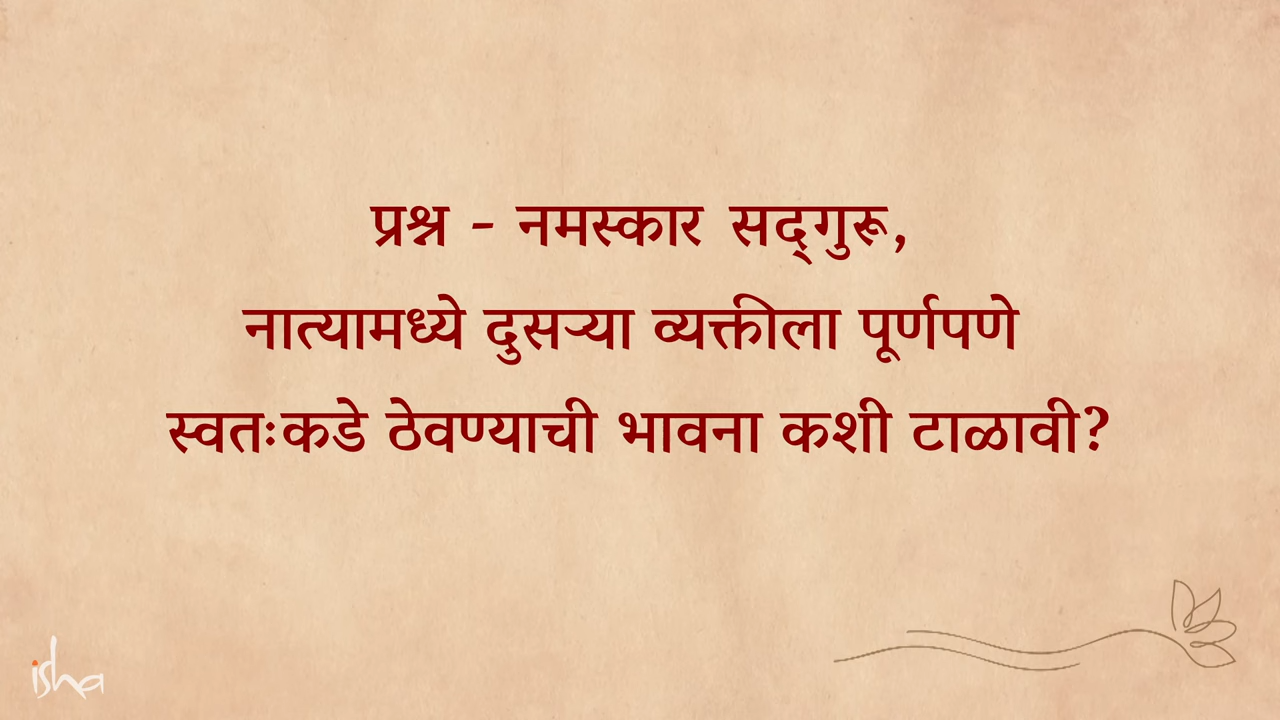 प्रश्न - नमस्कार सद्‌गुरू,
नात्यामध्ये दुसऱ्या व्यक्तीला पूर्णपणे
स्वतःकडे ठेवण्याची भावना कशी टाळावी?
isha